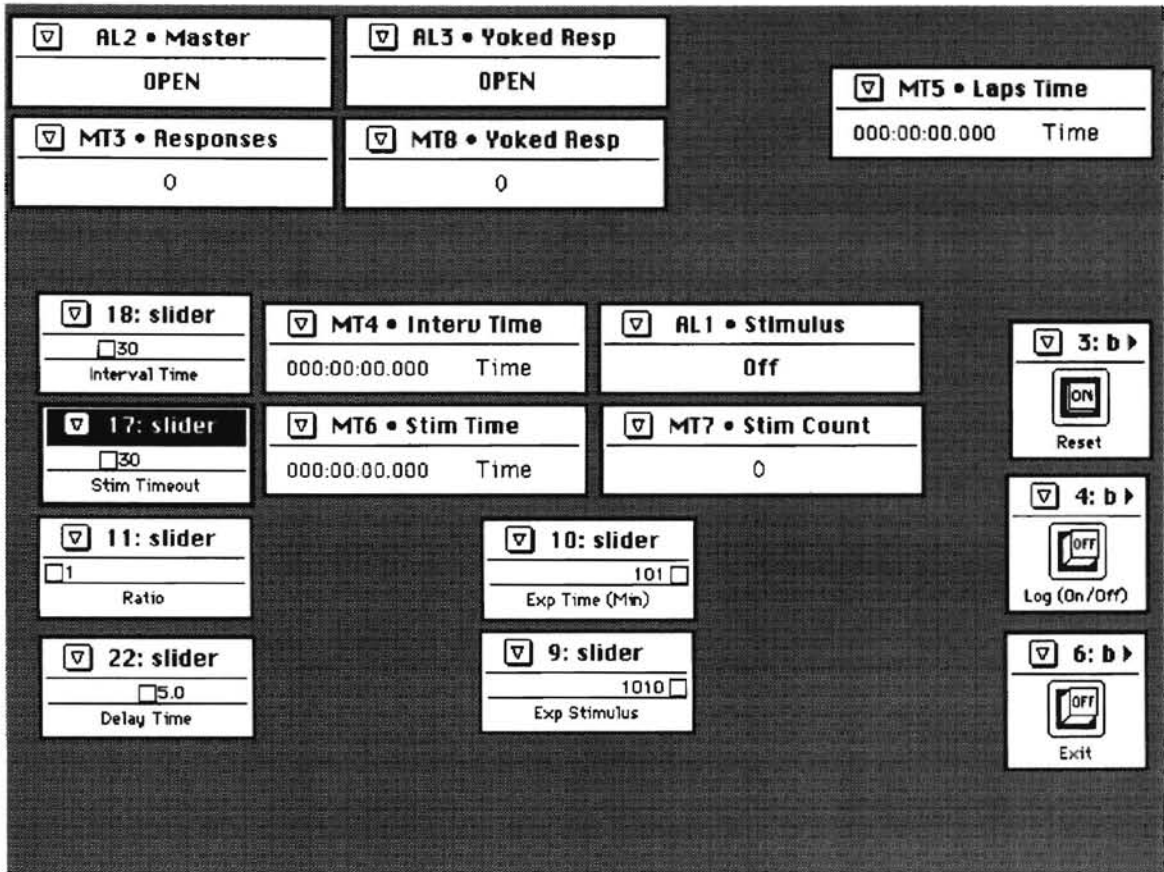 AL2 • Master
OPEN
AL3 • Yoked Resp
OPEN
MT5 • Laps Time
000:00:00.000 Time
MT3 • Responses
0
MT8 • Yoked Resp
0
18: slider
30
Interval Time
MT4 • Interv Time
000:00:00.000 Time
AL1 • Stimulus
Off
3: b
ON
Reset
17: slider
30
Stim Timeout
MT6 • Stim Time
000:00:00.000 Time
MT7 • Stim Count
0
4: b
OFF
Log (On/Off)
11: slider
1
Ratio
10: slider
101
Exp Time (Min)
22: slider
5.0
Delay Time
9: slider
1010
Exp Stimulus
6: b
OFF
Exit